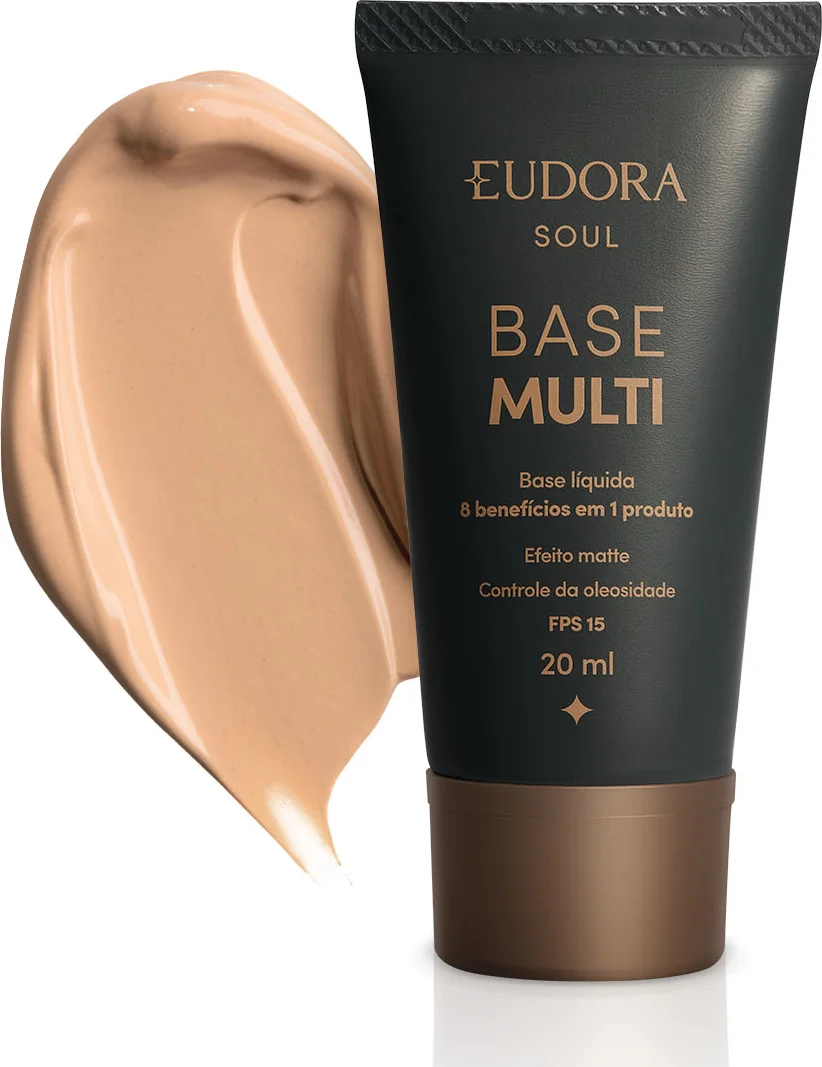 EUDORA
SOUL
BASE
MULTI
Base líquida
8 benefícios em 1 produto
Efeito matte
Controle da oleosidade
FPS 15
20 ml